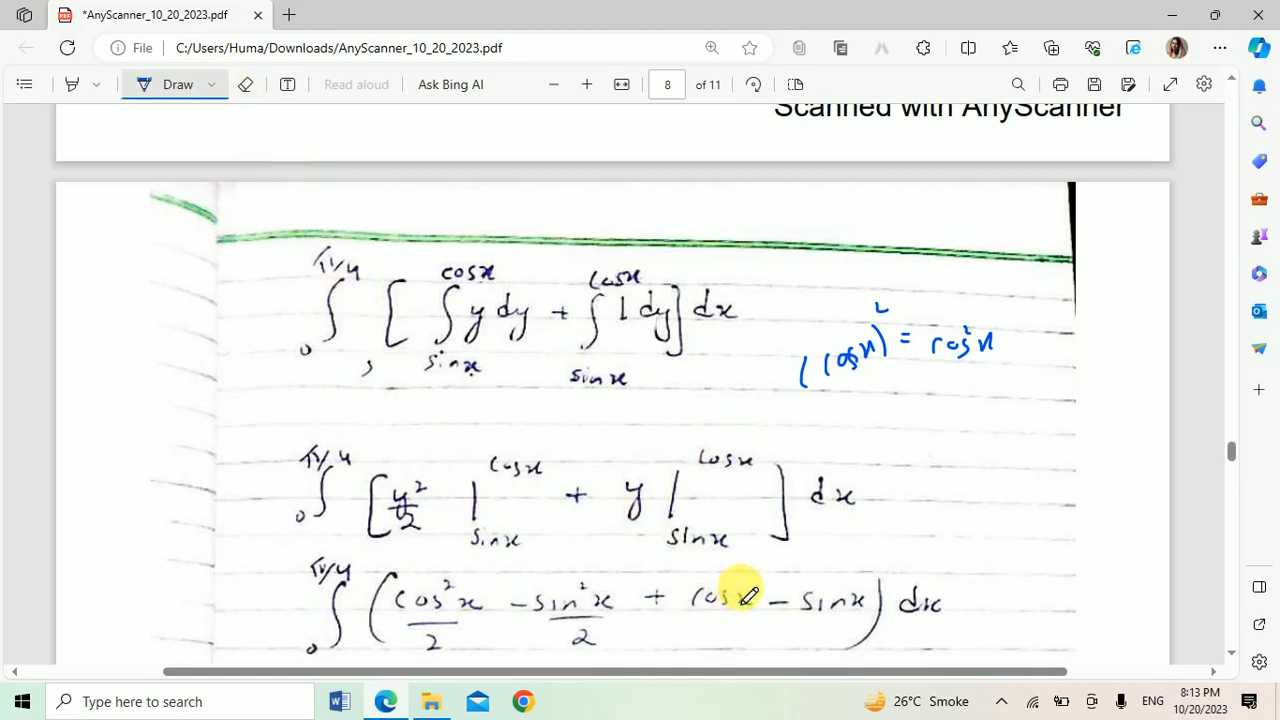 *AnyScanner_10_20_2023.pdf
File C:/Users/Huma/Downloads/AnyScanner_10_20_2023.pdf
Draw Read aloud Ask Bing AI 8 of 11
Scanned with AnyScanner
∫₀^π/4 [ ∫_sinx^cosx y dy + ∫_sinx^cosx 1 dy ] dx
(cosx)² = cos²x
∫₀^π/4 [ y²/2 |_sinx^cosx + y |_sinx^cosx ] dx
∫₀^π/4 ( cos²x/2 - sin²x/2 + cosx - sinx ) dx
Type here to search
26°C Smoke
ENG
8:13 PM
10/20/2023